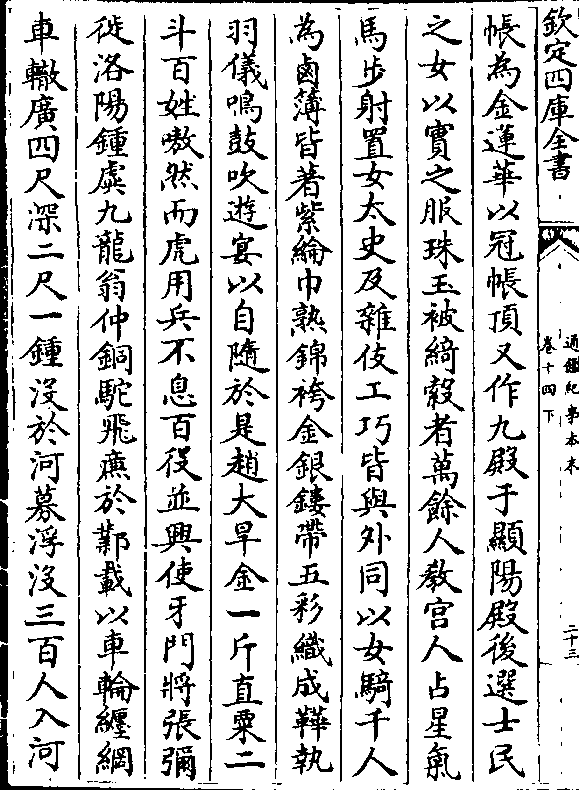 欽定四庫全書
通鑑紀事本末
卷十四下
二十三
帳為金蓮華以冠帳頂又作九殿于顯陽殿後選士民
之女以實之服珠玉被綺縠者萬餘人教宫人占星氣
馬步射置女太史及雜伎工巧皆與外同以女騎千人
為鹵簿皆著紫綸巾熟錦袴金銀鏤帶五彩織成鞾執
羽儀鳴鼓吹遊宴以自隨於是趙大旱金一斤直粟二
斗百姓嗷然而虎用兵不息百役並興使牙門將張彌
徙洛陽鍾虡九龍翁仲銅駝飛㢘於鄴載以車輪纒綱
車轍廣四尺深二尺一鍾沒於河募浮沒三百人入河